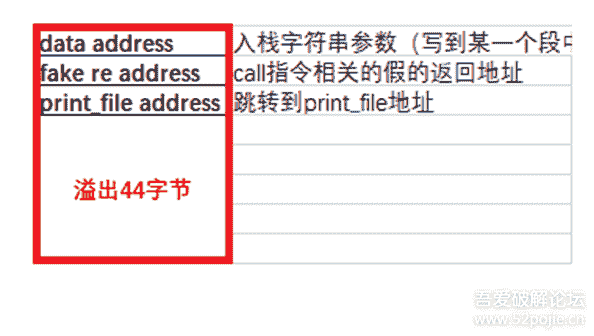 data address 入栈字符串参数（写到某一个段中
fake re address call指令相关的假的返回地址
print_file address 跳转到print_file地址
溢出44字节
吾爱破解论坛
www.52pojie.cn